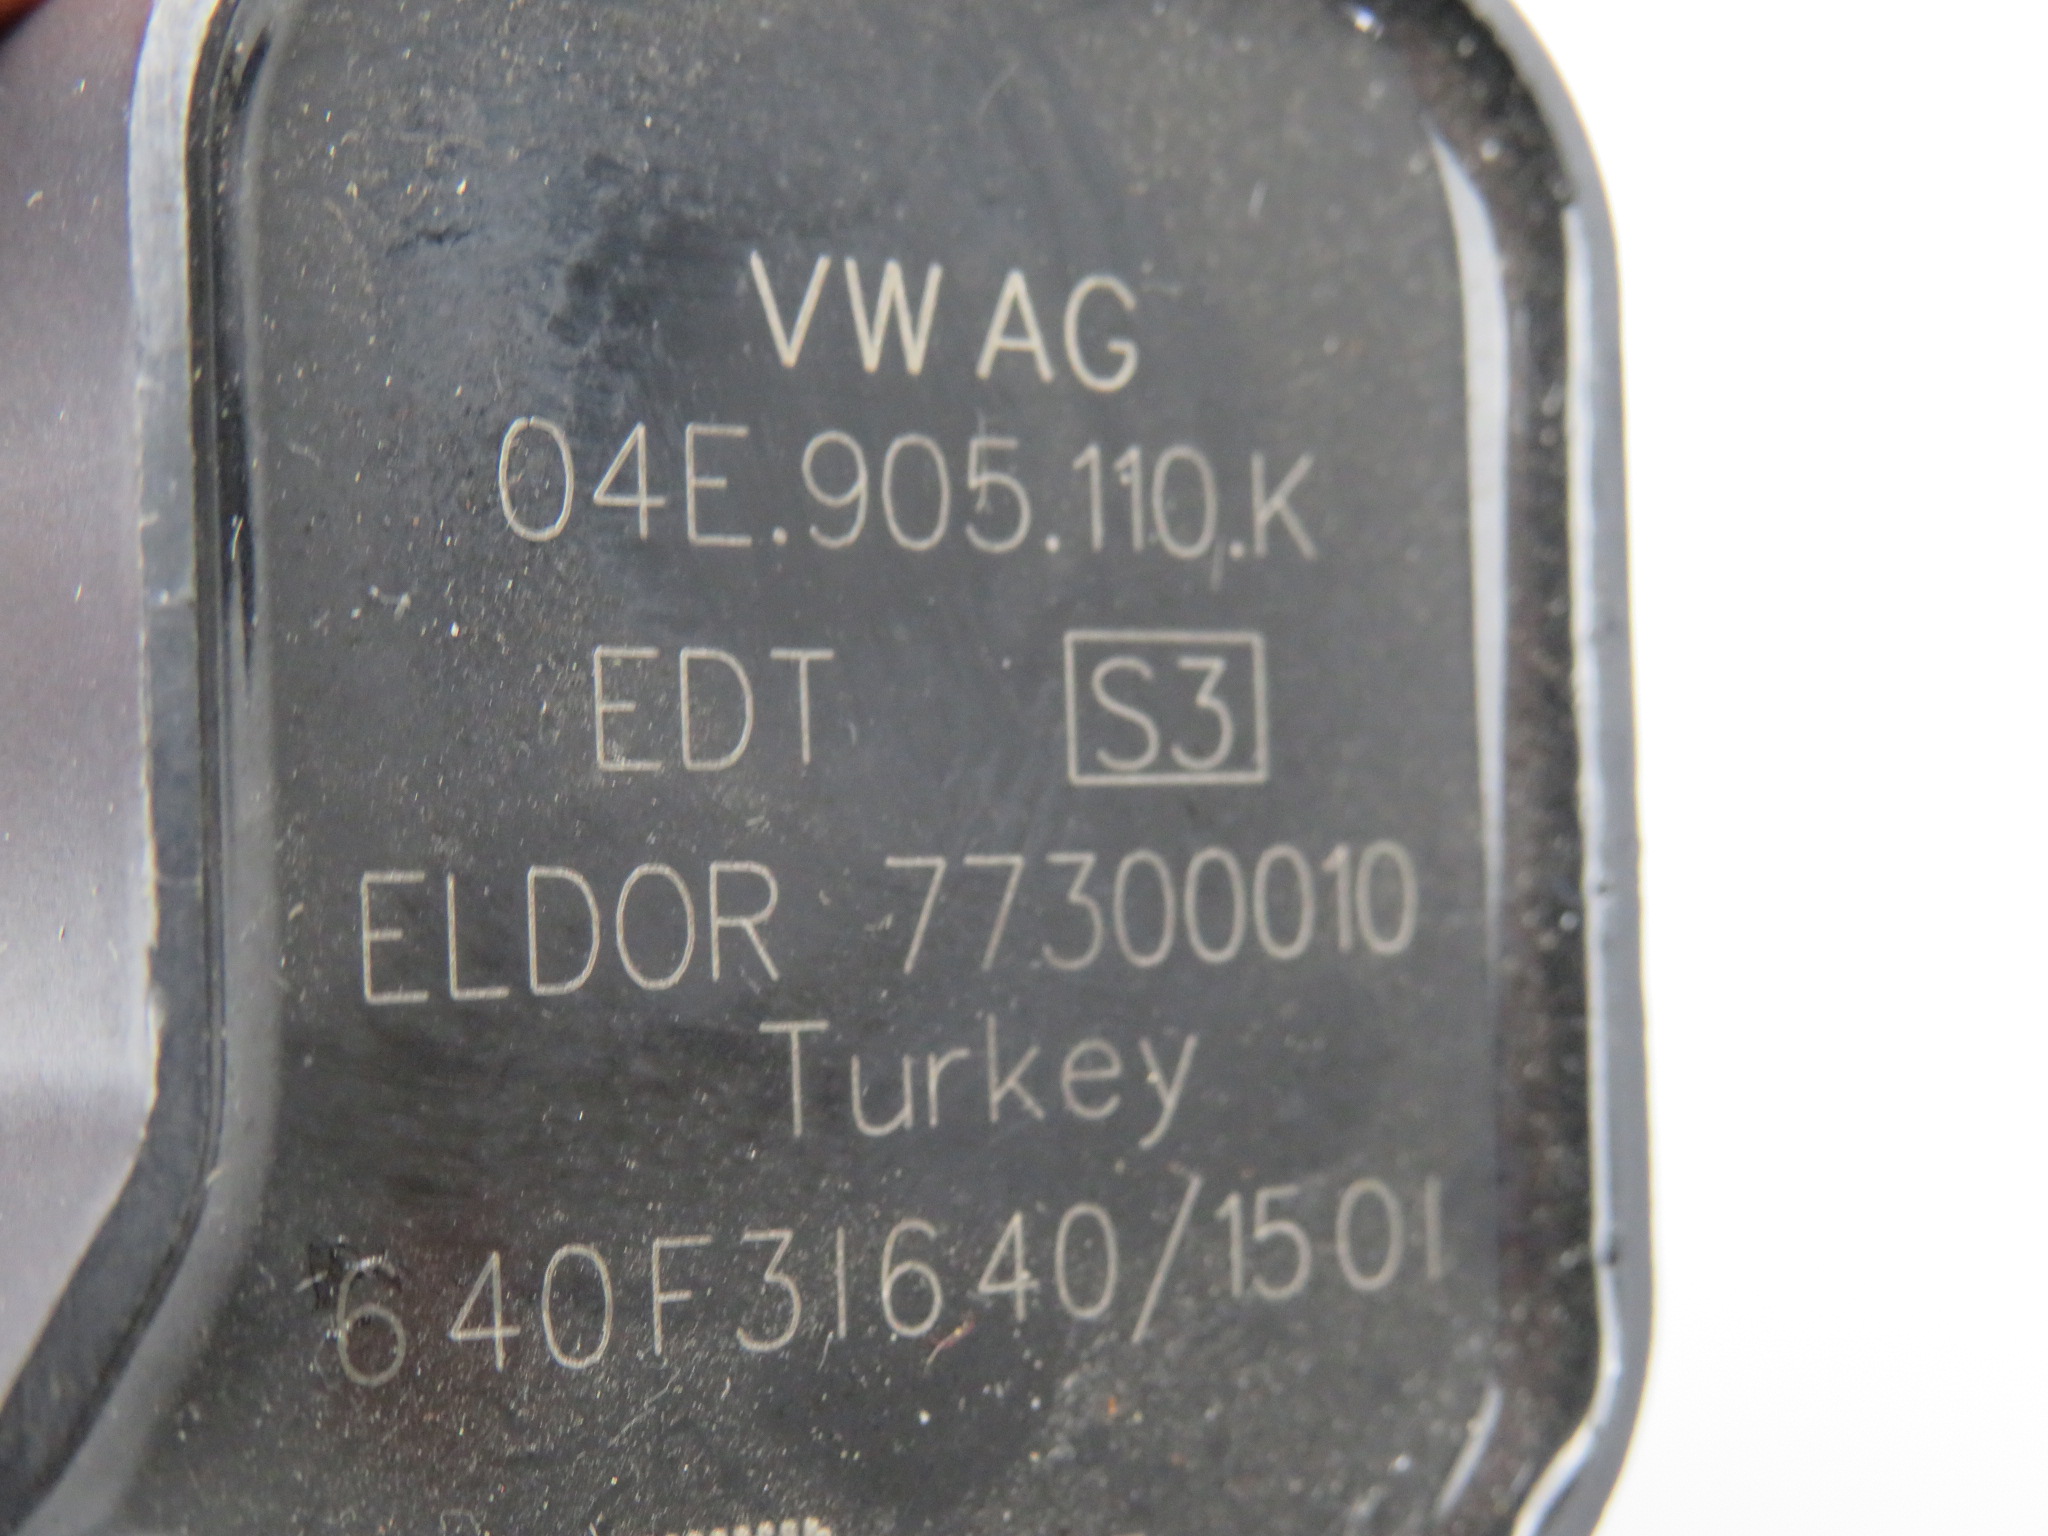 VW AG
04E.905.110.K
EDT S3
ELDOR 77300010
Turkey
640F31640/1501